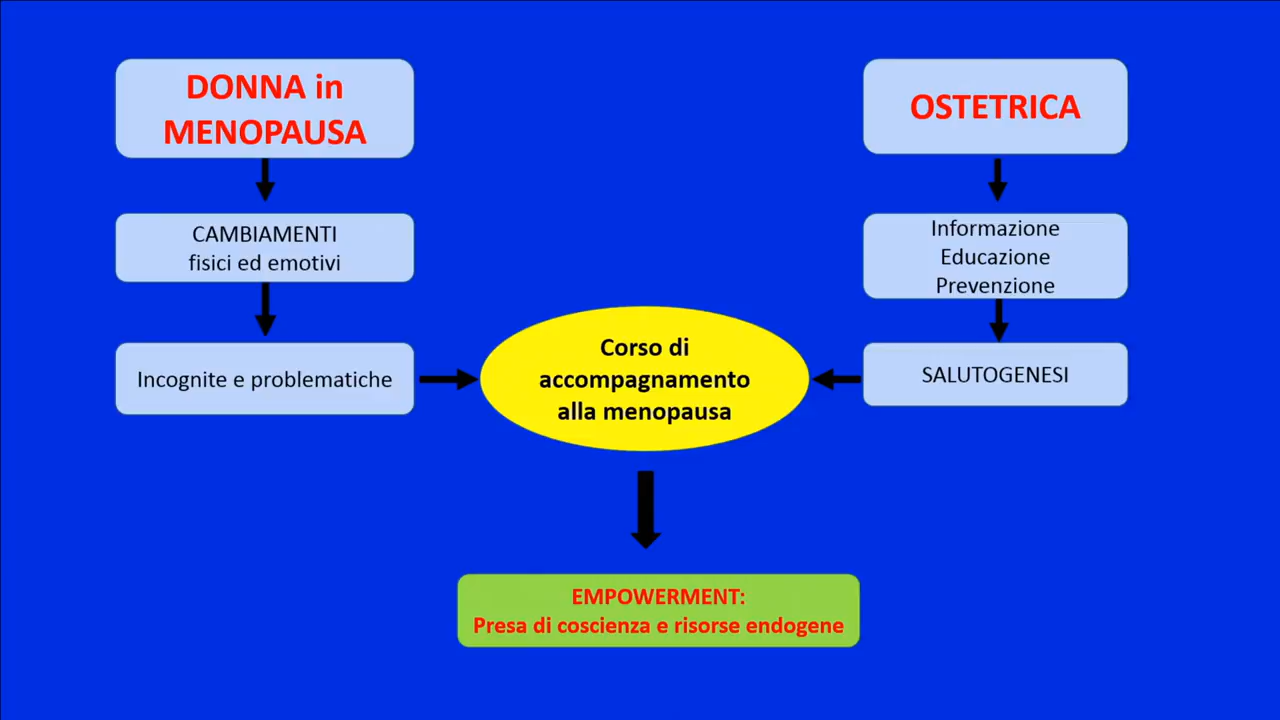 DONNA in
MENOPAUSA
CAMBIAMENTI
fisici ed emotivi
Incognite e problematiche
OSTETRICA
Informazione
Educazione
Prevenzione
SALUTOGENESI
Corso di
accompagnamento
alla menopausa
EMPOWERMENT:
Presa di coscienza e risorse endogene